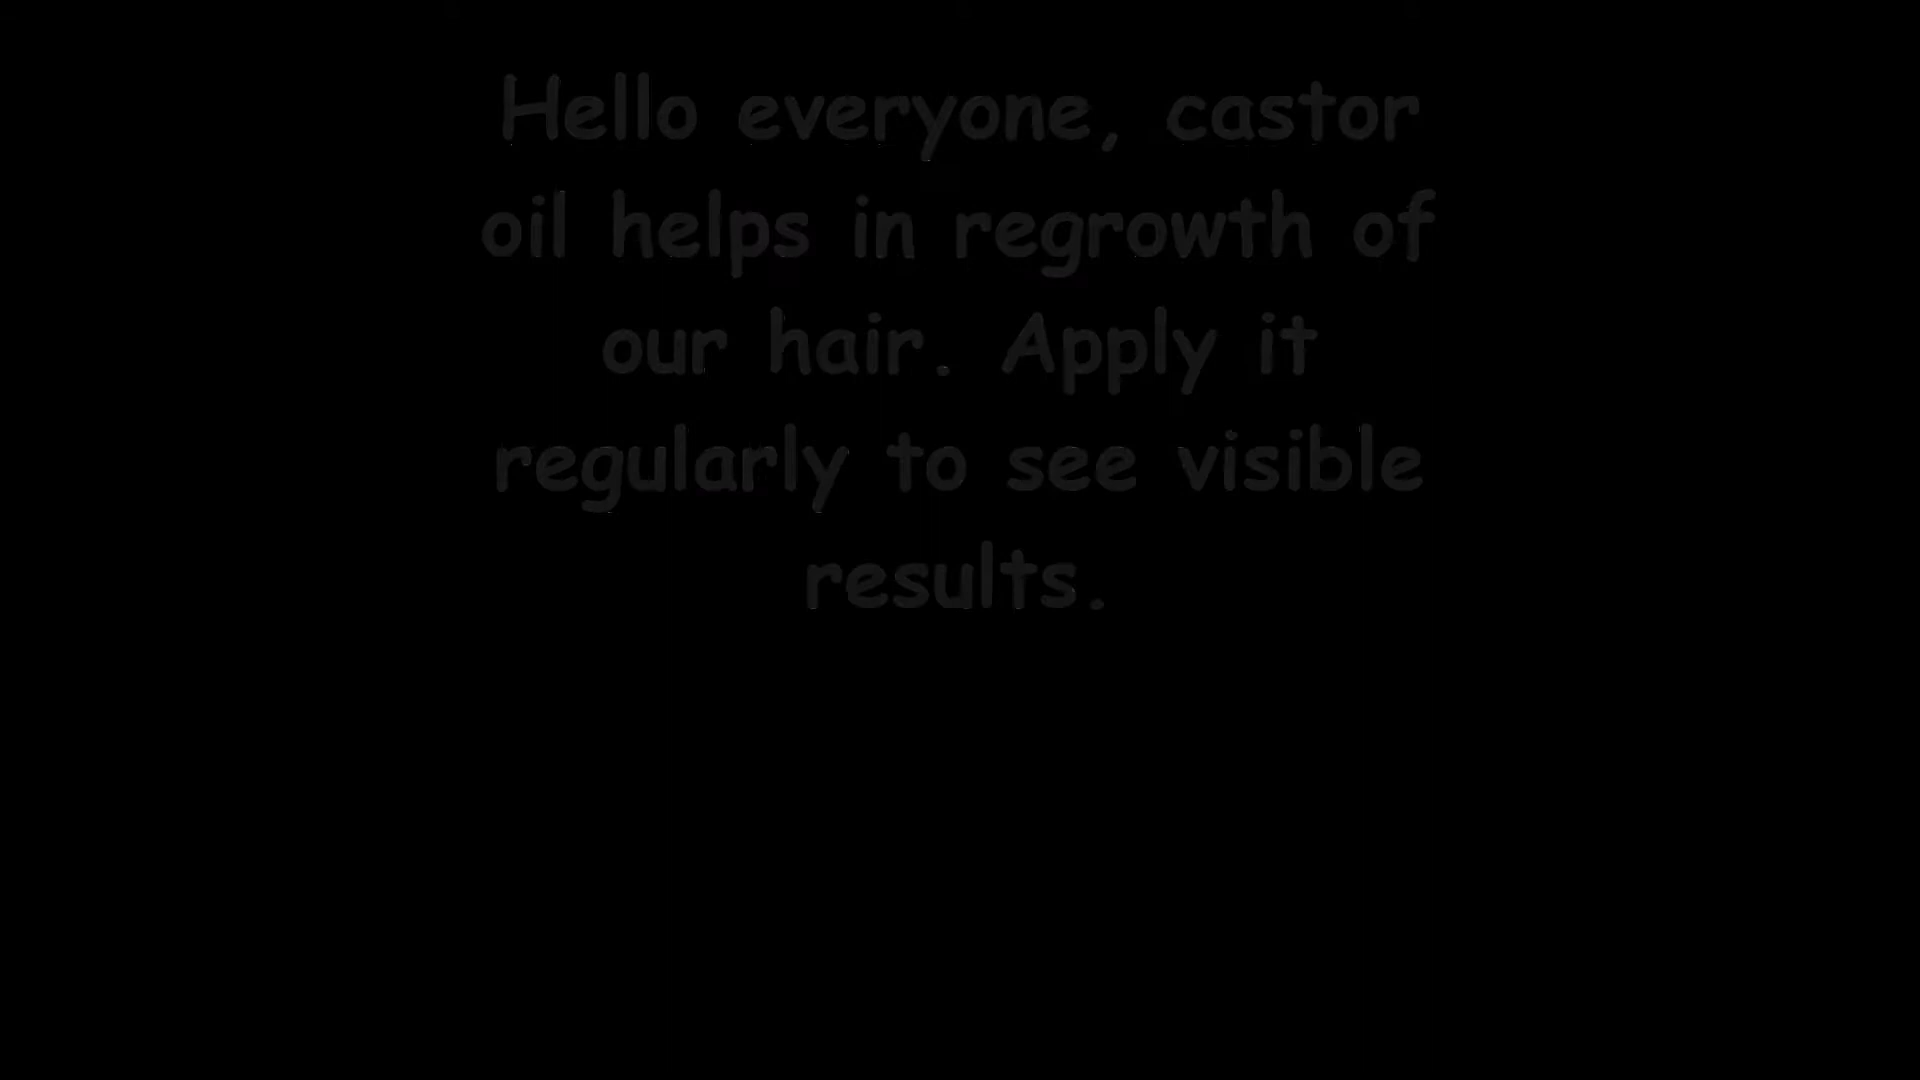 Hello everyone, castor
oil helps in regrowth of
our hair. Apply it
regularly to see visible
results.